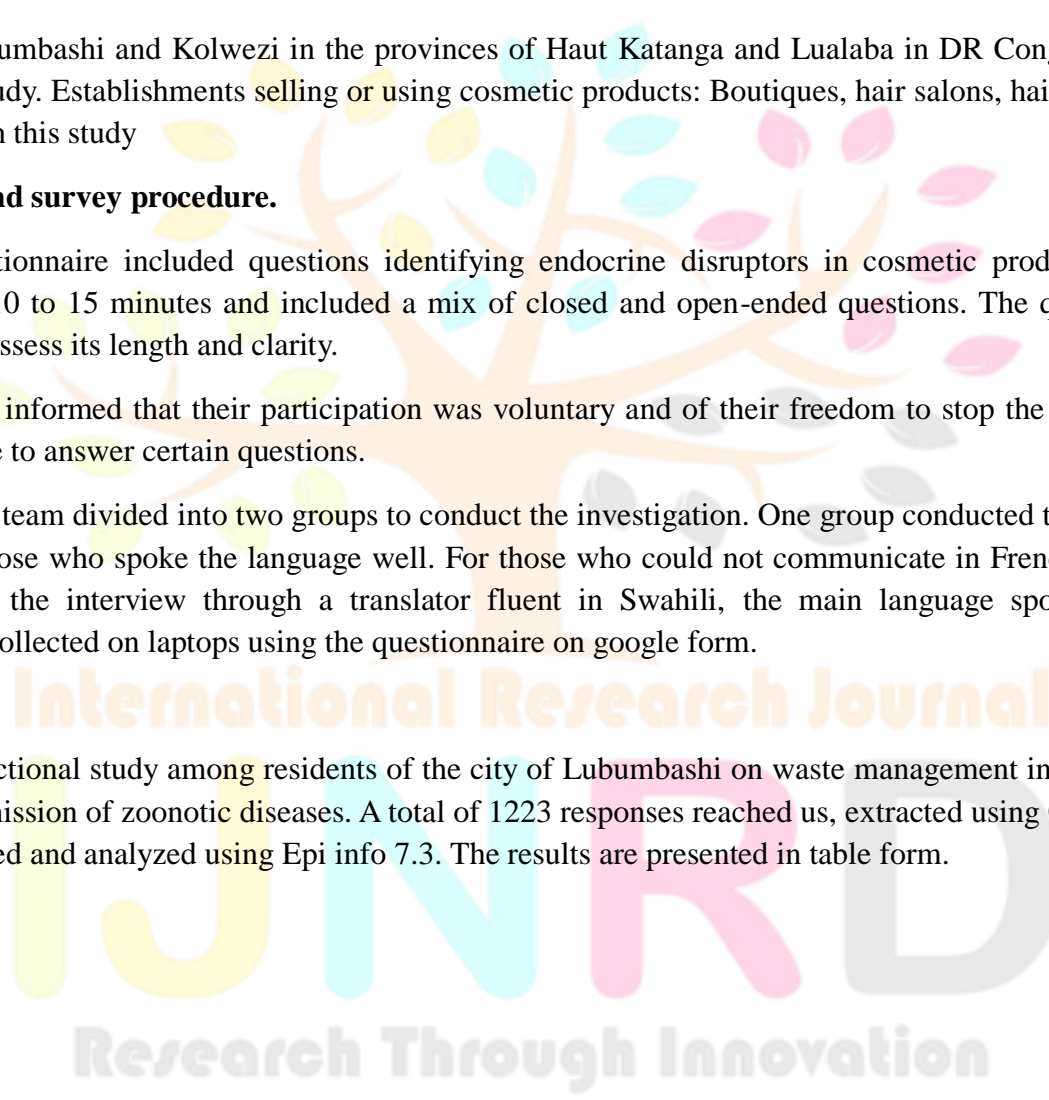 umbashi and Kolwezi in the provinces of Haut Katanga and Lualaba in DR Con
udy. Establishments selling or using cosmetic products: Boutiques, hair salons, hai
n this study
nd survey procedure.
tionnaire included questions identifying endocrine disruptors in cosmetic prod
10 to 15 minutes and included a mix of closed and open-ended questions. The q
ssess its length and clarity.
informed that their participation was voluntary and of their freedom to stop the
e to answer certain questions.
team divided into two groups to conduct the investigation. One group conducted t
ose who spoke the language well. For those who could not communicate in Fren
the interview through a translator fluent in Swahili, the main language spo
ollected on laptops using the questionnaire on google form.
International Research Journal
ctional study among residents of the city of Lubumbashi on waste management in
ission of zoonotic diseases. A total of 1223 responses reached us, extracted using
ed and analyzed using Epi info 7.3. The results are presented in table form.
IJNRD
Research Through Innovation